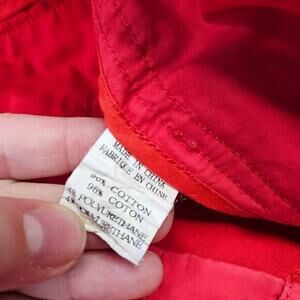 MADE IN CHINA
FABRIQUE EN CHINE
96% COTTON
96% COTON
4% POLYURETHANE
4% POLYURETHANE